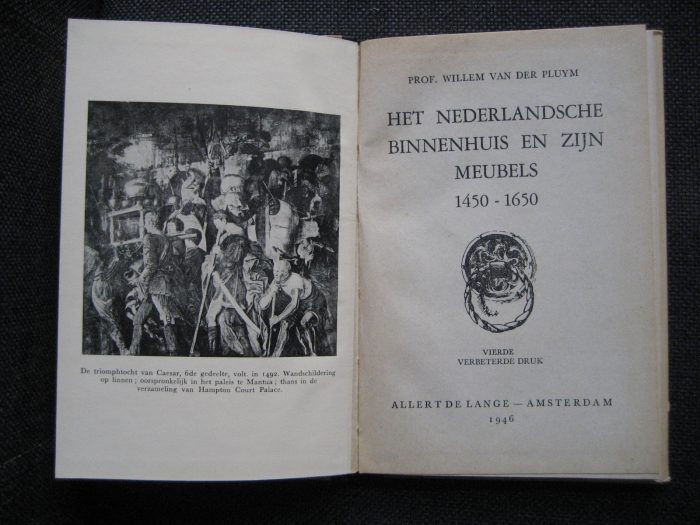 De triomphtocht van Caesar, 6de gedeelte, volt. in 1492. Wandschildering
op linnen; oorspronkelijk in het paleis te Mantua; thans in de
verzameling van Hampton Court Palace.
PROF. WILLEM VAN DER PLUYM
HET NEDERLANDSCHE
BINNENHUIS EN ZIJN
MEUBELS
1450 - 1650
VIERDE
VERBETERDE DRUK
ALLERT DE LANGE — AMSTERDAM
1946